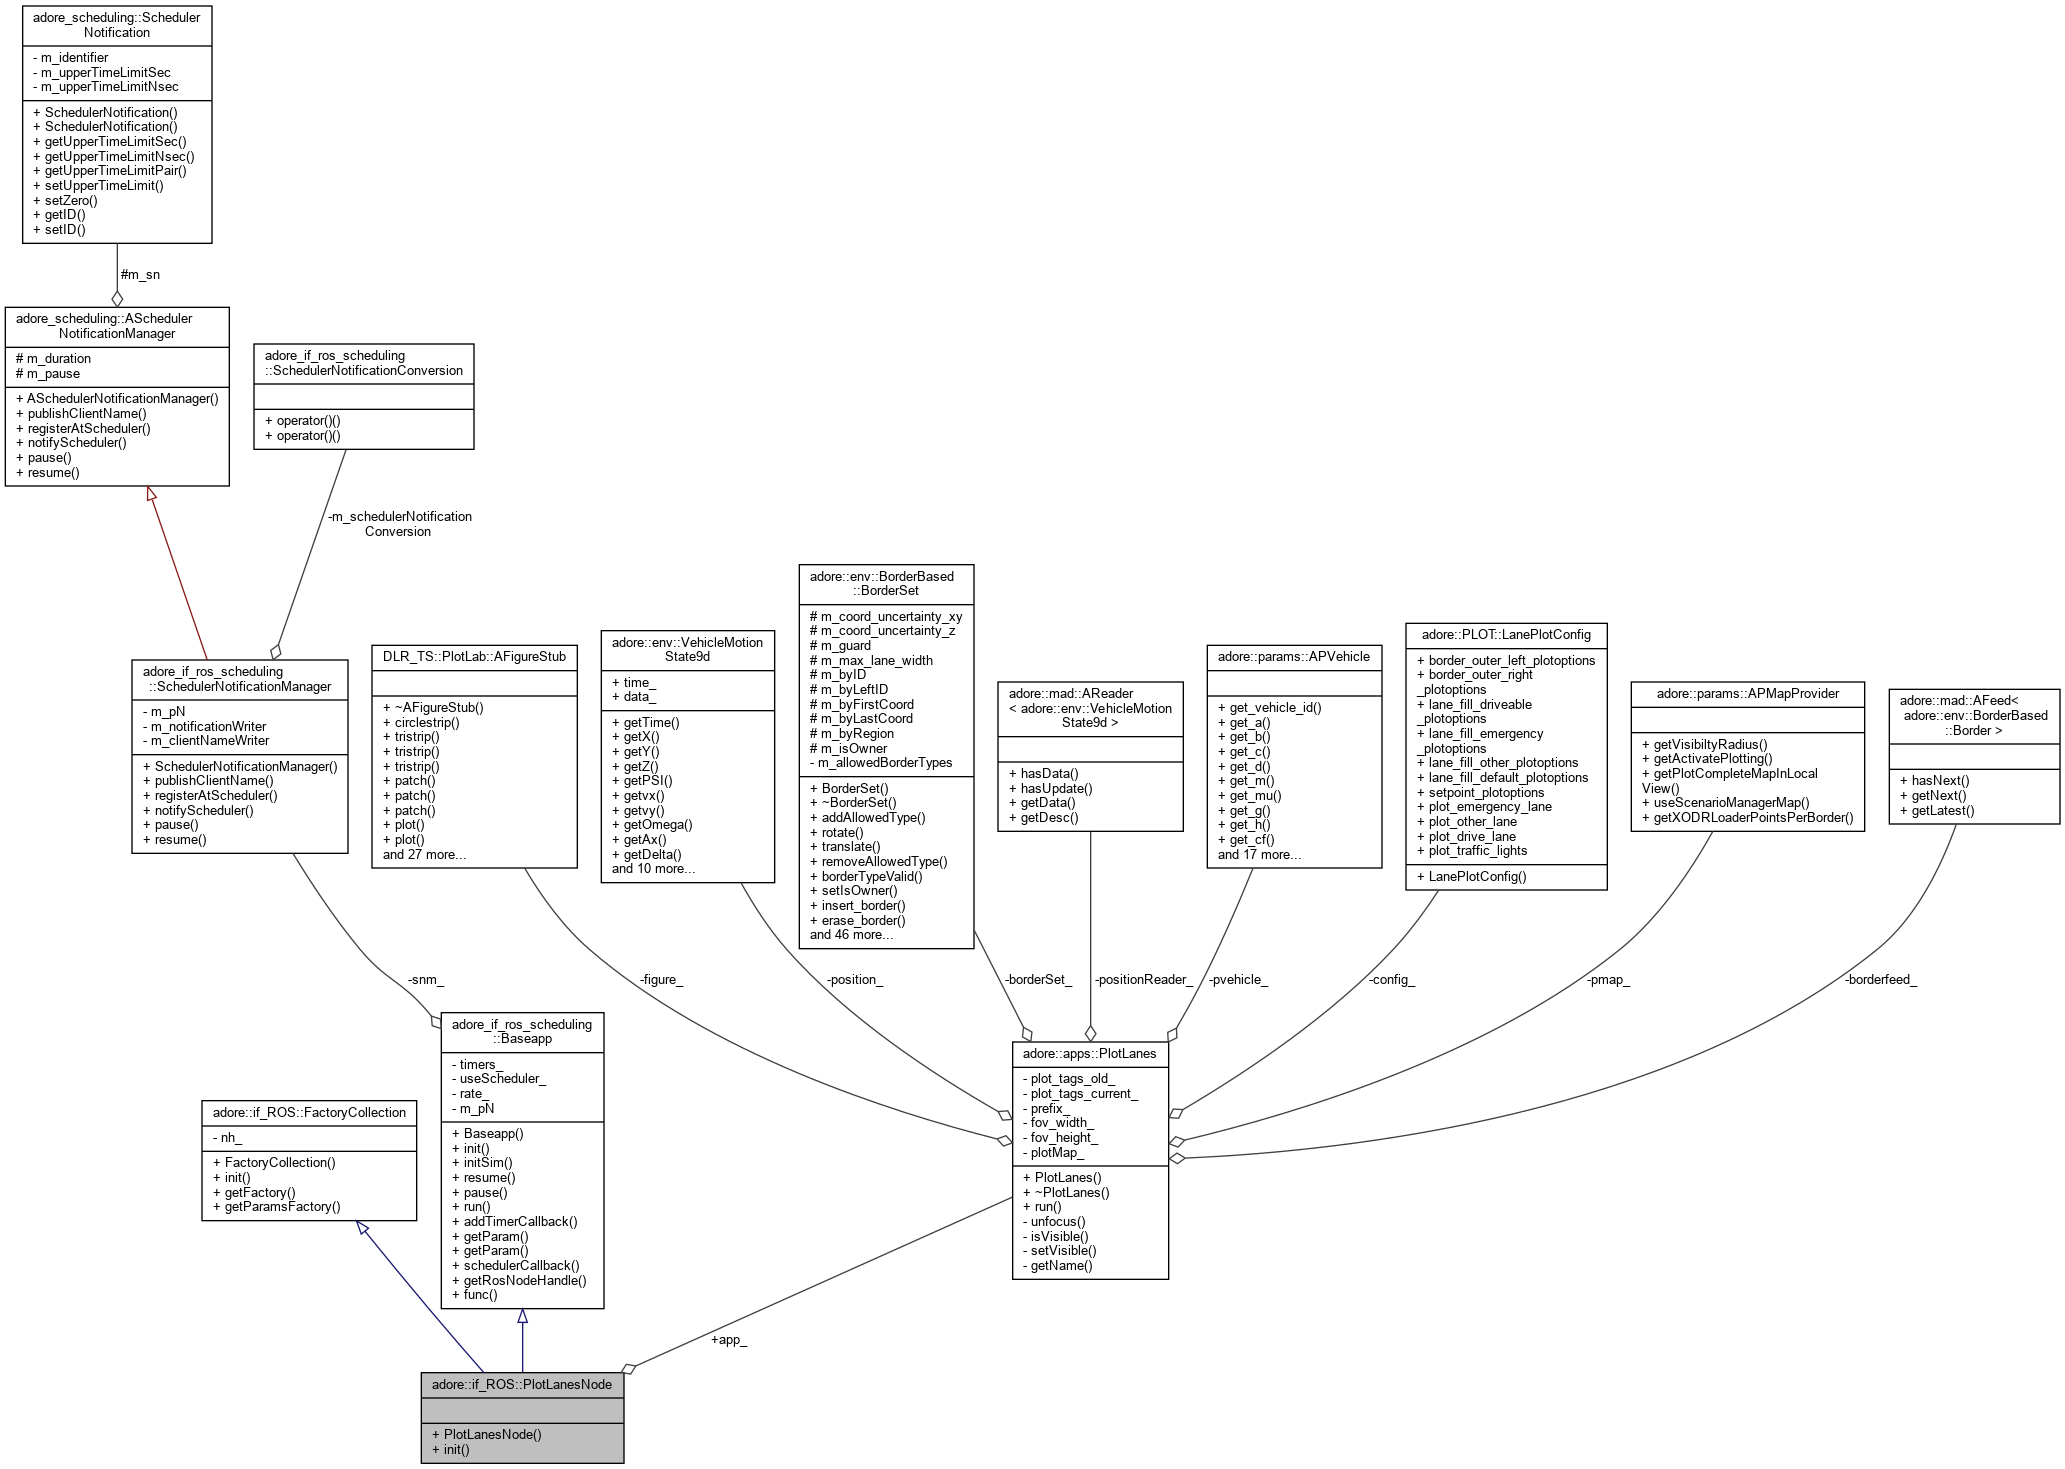 adore_scheduling::Scheduler
Notification
- m_identifier
- m_upperTimeLimitSec
- m_upperTimeLimitNsec
+ SchedulerNotification()
+ SchedulerNotification()
+ getUpperTimeLimitSec()
+ getUpperTimeLimitNsec()
+ getUpperTimeLimitPair()
+ setUpperTimeLimit()
+ setZero()
+ getID()
+ setID()
#m_sn
adore_scheduling::AScheduler
NotificationManager
# m_duration
# m_pause
+ ASchedulerNotificationManager()
+ publishClientName()
+ registerAtScheduler()
+ notifyScheduler()
+ pause()
+ resume()
adore_if_ros_scheduling
::SchedulerNotificationConversion
+ operator()()
+ operator()()
-m_schedulerNotification
Conversion
adore_if_ros_scheduling
::SchedulerNotificationManager
- m_pN
- m_notificationWriter
- m_clientNameWriter
+ SchedulerNotificationManager()
+ publishClientName()
+ registerAtScheduler()
+ notifyScheduler()
+ pause()
+ resume()
DLR_TS::PlotLab::AFigureStub
+ ~AFigureStub()
+ circlestrip()
+ tristrip()
+ tristrip()
+ tristrip()
+ patch()
+ patch()
+ patch()
+ plot()
+ plot()
and 27 more...
adore::env::VehicleMotion
State9d
+ time_
+ data_
+ getTime()
+ getX()
+ getY()
+ getZ()
+ getPSI()
+ getvx()
+ getvy()
+ getOmega()
+ getAx()
+ getDelta()
and 10 more...
adore::env::BorderBased
::BorderSet
# m_coord_uncertainty_xy
# m_coord_uncertainty_z
# m_guard
# m_max_lane_width
# m_byID
# m_byLeftID
# m_byFirstCoord
# m_byLastCoord
# m_byRegion
# m_isOwner
- m_allowedBorderTypes
+ BorderSet()
+ ~BorderSet()
+ addAllowedType()
+ rotate()
+ translate()
+ removeAllowedType()
+ borderTypeValid()
+ setIsOwner()
+ insert_border()
+ erase_border()
and 46 more...
adore::mad::AReader
< adore::env::VehicleMotion
State9d >
+ hasData()
+ hasUpdate()
+ getData()
+ getDesc()
adore::params::APVehicle
+ get_vehicle_id()
+ get_a()
+ get_b()
+ get_c()
+ get_d()
+ get_m()
+ get_mu()
+ get_g()
+ get_h()
+ get_cf()
and 17 more...
adore::PLOT::LanePlotConfig
+ border_outer_left_plotoptions
+ border_outer_right
_plotoptions
+ lane_fill_driveable
_plotoptions
+ lane_fill_emergency
_plotoptions
+ lane_fill_other_plotoptions
+ lane_fill_default_plotoptions
+ setpoint_plotoptions
+ plot_emergency_lane
+ plot_other_lane
+ plot_drive_lane
+ plot_traffic_lights
+ LanePlotConfig()
adore::params::APMapProvider
+ getVisibiltyRadius()
+ getActivatePlotting()
+ getPlotCompleteMapInLocal
View()
+ useScenarioManagerMap()
+ getXODRLoaderPointsPerBorder()
adore::mad::AFeed<
adore::env::BorderBased
::Border >
+ hasNext()
+ getNext()
+ getLatest()
-snm_
-figure_
-position_
-borderSet_
-positionReader_
-pvehicle_
-config_
-pmap_
-borderfeed_
adore_if_ros_scheduling
::Baseapp
- timers_
- useScheduler_
- rate_
- m_pN
+ Baseapp()
+ init()
+ initSim()
+ resume()
+ pause()
+ run()
+ addTimerCallback()
+ getParam()
+ getParam()
+ schedulerCallback()
+ getRosNodeHandle()
+ func()
adore::apps::PlotLanes
- plot_tags_old_
- plot_tags_current_
- prefix_
- fov_width_
- fov_height_
- plotMap_
+ PlotLanes()
+ ~PlotLanes()
+ run()
- unfocus()
- isVisible()
- setVisible()
- getName()
adore::if_ROS::FactoryCollection
- nh_
+ FactoryCollection()
+ init()
+ getFactory()
+ getParamsFactory()
+app_
adore::if_ROS::PlotLanesNode
+ PlotLanesNode()
+ init()